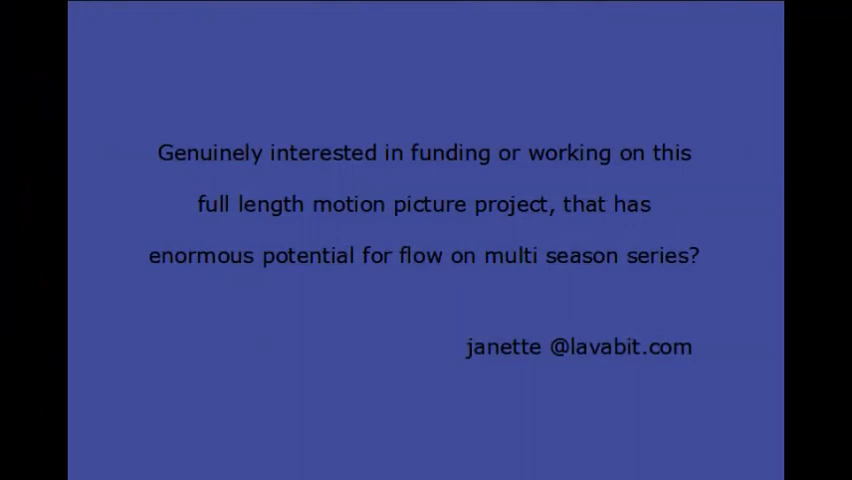 Genuinely interested in funding or working on this
full length motion picture project, that has
enormous potential for flow on multi season series?
janette @lavabit.com